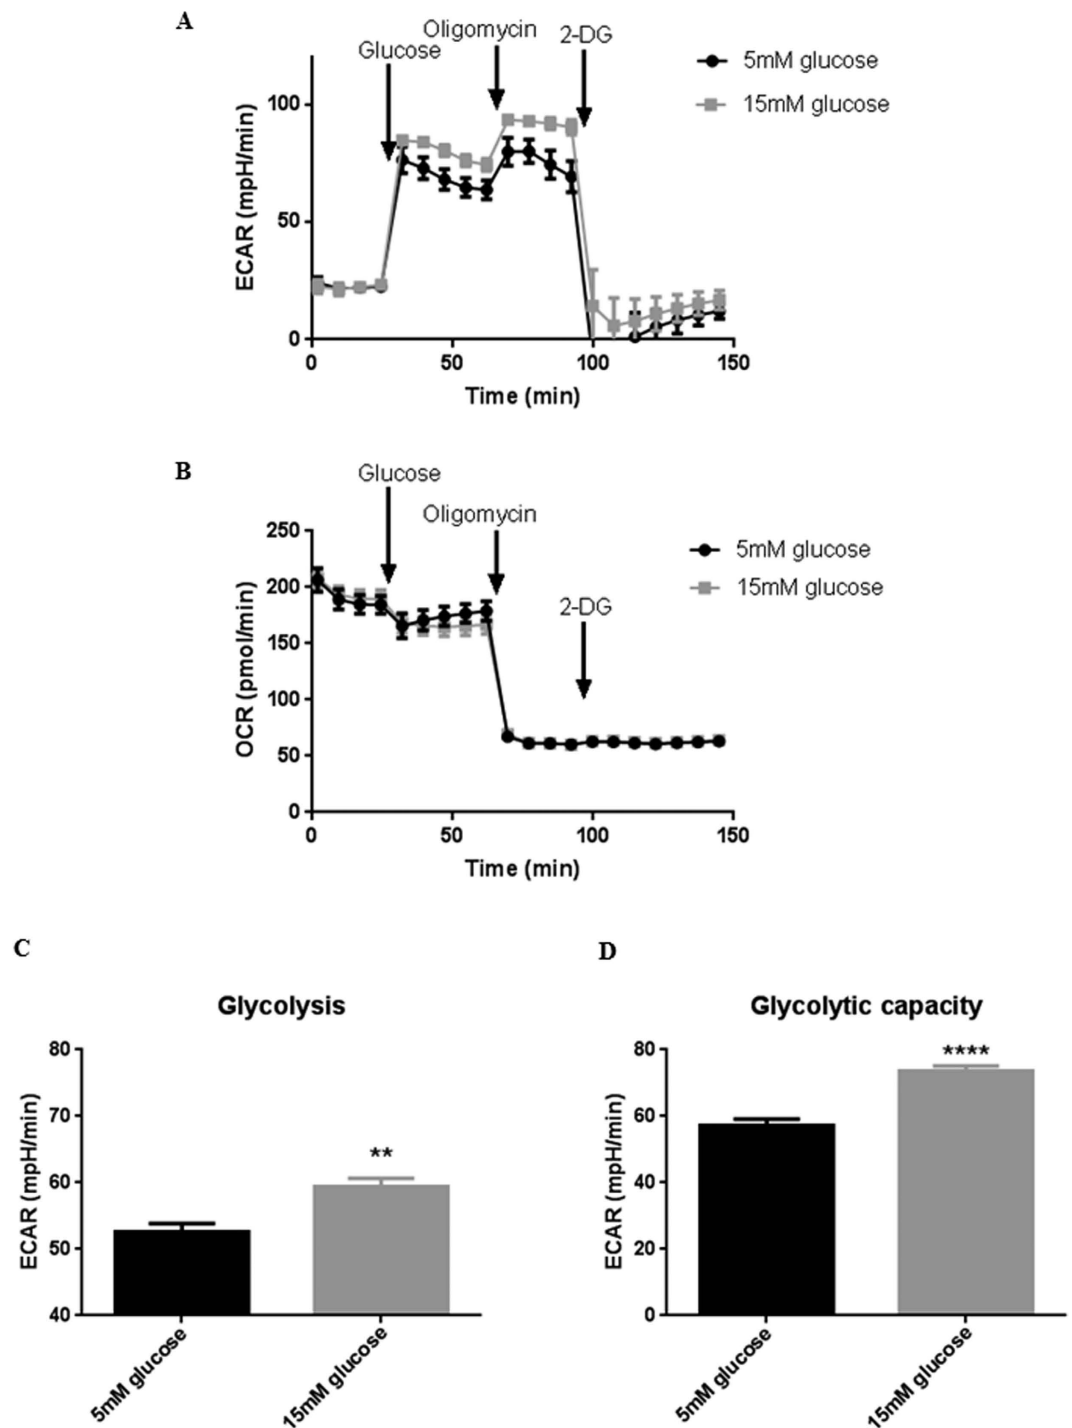 A
Glucose
Oligomycin
2-DG
5mM glucose
15mM glucose
ECAR (mpH/min)
100
50
0
0 50 100 150
Time (min)
B
Glucose
Oligomycin
2-DG
5mM glucose
15mM glucose
OCR (pmol/min)
250
200
150
100
50
0
0 50 100 150
Time (min)
C
Glycolysis
ECAR (mpH/min)
80
70
60
50
40
**
5mM glucose
15mM glucose
D
Glycolytic capacity
ECAR (mpH/min)
80
60
40
20
0
****
5mM glucose
15mM glucose